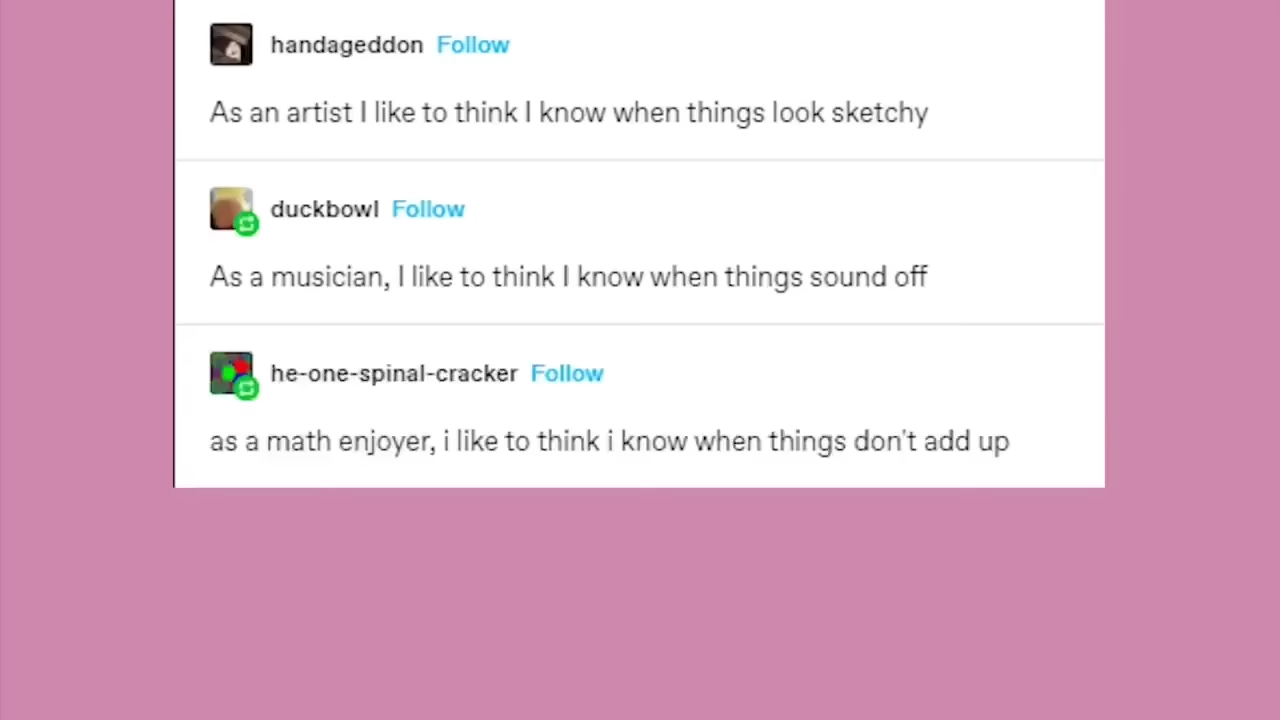 handageddon Follow
As an artist I like to think I know when things look sketchy
duckbowl Follow
As a musician, I like to think I know when things sound off
he-one-spinal-cracker Follow
as a math enjoyer, i like to think i know when things don't add up